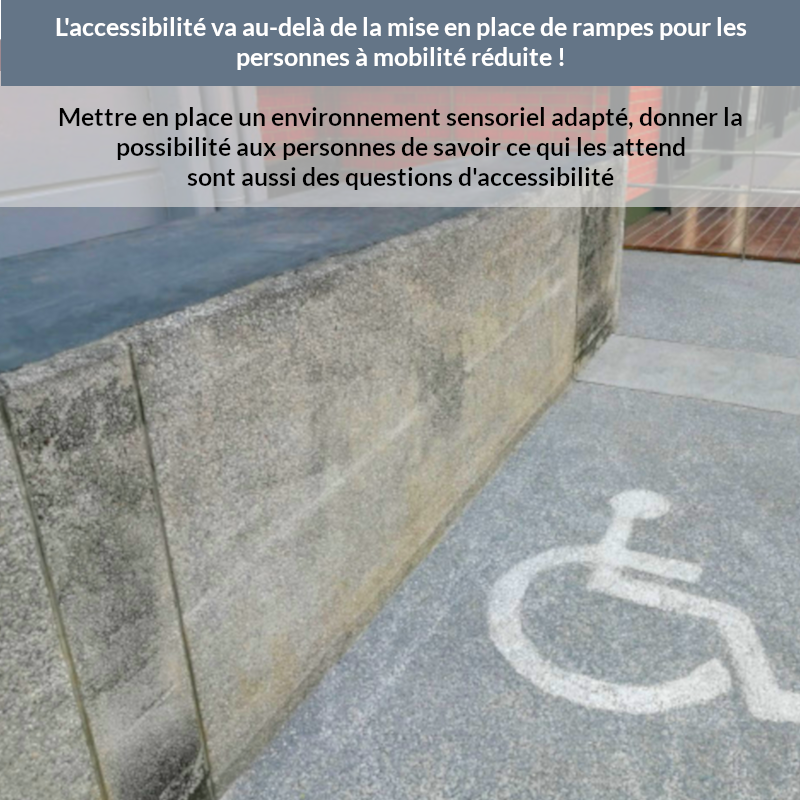 L'accessibilité va au-delà de la mise en place de rampes pour les
personnes à mobilité réduite !
Mettre en place un environnement sensoriel adapté, donner la
possibilité aux personnes de savoir ce qui les attend
sont aussi des questions d'accessibilité